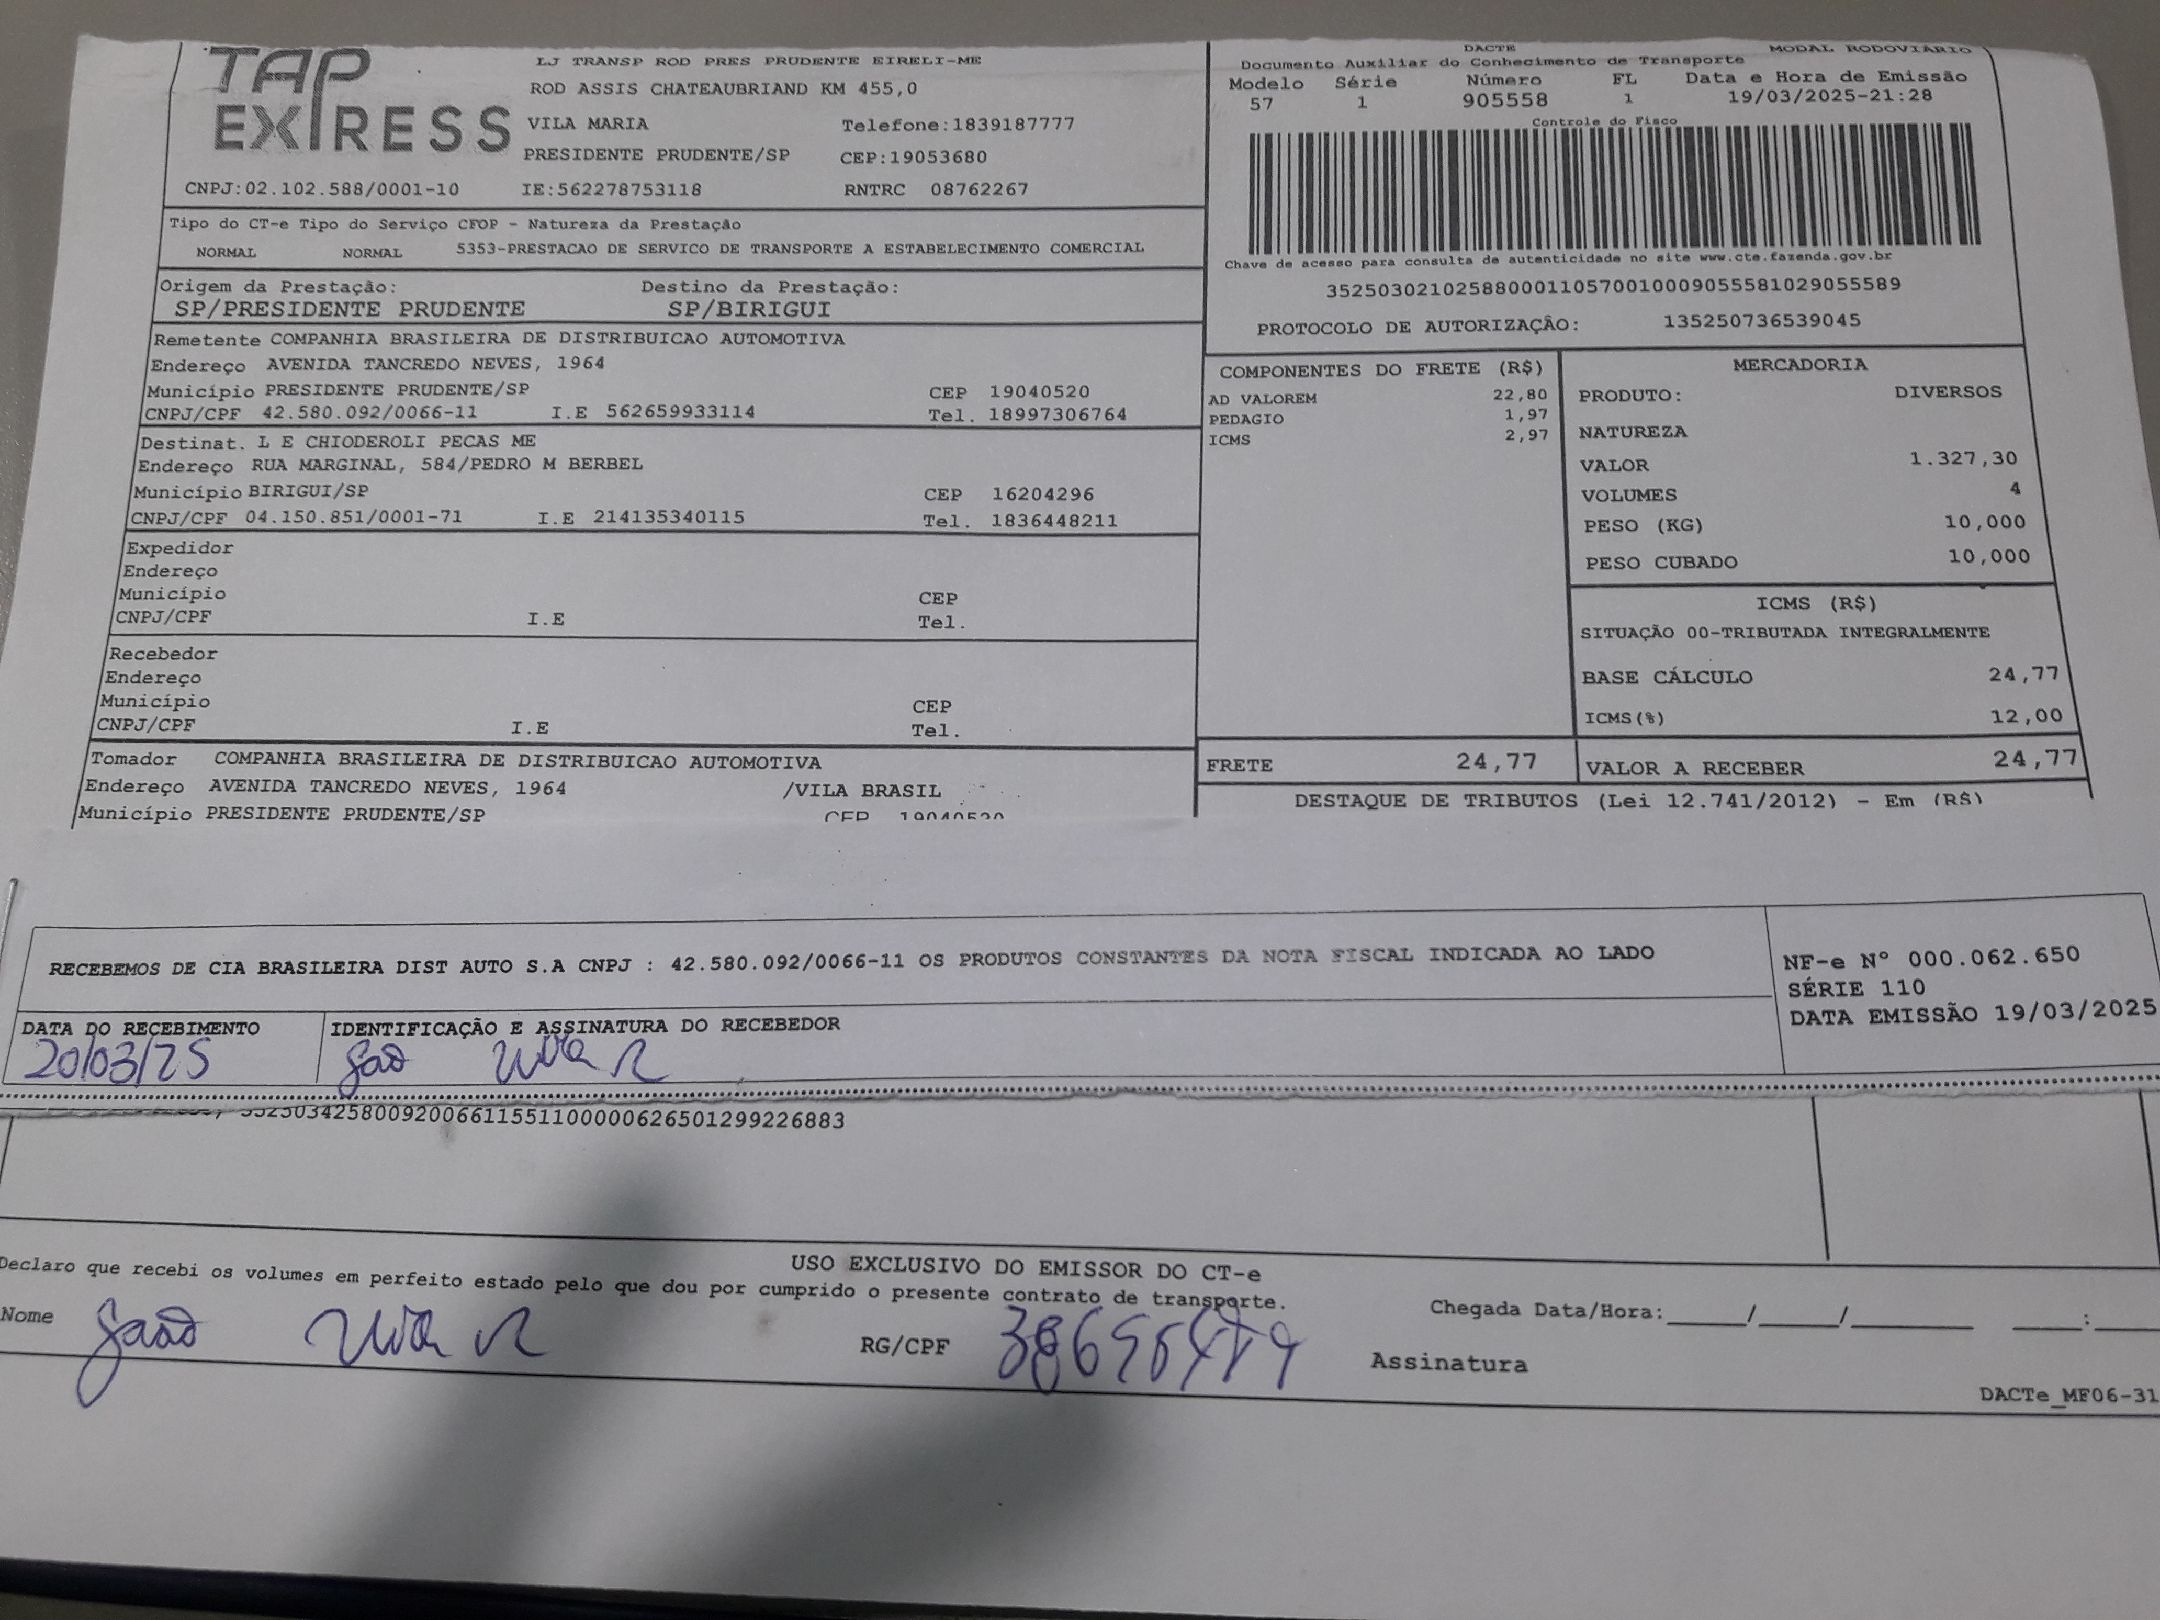 TAP
EXPRESS
LJ TRANSP ROD PRES PRUDENTE EIRELI-ME
ROD ASSIS CHATEAUBRIAND KM 455,0
VILA MARIA Telefone:1839187777
PRESIDENTE PRUDENTE/SP CEP:19053680
CNPJ:02.102.588/0001-10 IE:562278753118 RNTRC 08762267
DACTE MODAL RODOVIÁRIO
Documento Auxiliar do Conhecimento de Transporte
Modelo Série Número FL Data e Hora de Emissão
57 1 905558 1 19/03/2025-21:28
Controle do Fisco
Chave de acesso para consulta de autenticidade no site www.cte.fazenda.gov.br
35250302102588000110570010009055581029055589
PROTOCOLO DE AUTORIZAÇÃO: 135250736539045
Tipo do CT-e Tipo do Serviço CFOP - Natureza da Prestação
NORMAL NORMAL 5353-PRESTACAO DE SERVICO DE TRANSPORTE A ESTABELECIMENTO COMERCIAL
Origem da Prestação: Destino da Prestação:
SP/PRESIDENTE PRUDENTE SP/BIRIGUI
Remetente COMPANHIA BRASILEIRA DE DISTRIBUICAO AUTOMOTIVA
Endereço AVENIDA TANCREDO NEVES, 1964
Município PRESIDENTE PRUDENTE/SP CEP 19040520
CNPJ/CPF 42.580.092/0066-11 I.E 562659933114 Tel. 18997306764
Destinat. L E CHIODEROLI PECAS ME
Endereço RUA MARGINAL, 584/PEDRO M BERBEL
Município BIRIGUI/SP CEP 16204296
CNPJ/CPF 04.150.851/0001-71 I.E 214135340115 Tel. 1836448211
Expedidor
Endereço
Município CEP
CNPJ/CPF I.E Tel.
Recebedor
Endereço
Município CEP
CNPJ/CPF I.E Tel.
Tomador COMPANHIA BRASILEIRA DE DISTRIBUICAO AUTOMOTIVA
Endereço AVENIDA TANCREDO NEVES, 1964 /VILA BRASIL
Município PRESIDENTE PRUDENTE/SP CEP 19040520
COMPONENTES DO FRETE (R$)
AD VALOREM 22,80
PEDAGIO 1,97
ICMS 2,97
MERCADORIA
PRODUTO: DIVERSOS
NATUREZA
VALOR 1.327,30
VOLUMES 4
PESO (KG) 10,000
PESO CUBADO 10,000
ICMS (R$)
SITUAÇÃO 00-TRIBUTADA INTEGRALMENTE
BASE CÁLCULO 24,77
ICMS(%) 12,00
FRETE 24,77 VALOR A RECEBER 24,77
DESTAQUE DE TRIBUTOS (Lei 12.741/2012) - Em (R$)
RECEBEMOS DE CIA BRASILEIRA DIST AUTO S.A CNPJ : 42.580.092/0066-11 OS PRODUTOS CONSTANTES DA NOTA FISCAL INDICADA AO LADO
NF-e Nº 000.062.650
SÉRIE 110
DATA EMISSÃO 19/03/2025
DATA DO RECEBIMENTO IDENTIFICAÇÃO E ASSINATURA DO RECEBEDOR
20/03/25
35250342580092006611551100000626501299226883
USO EXCLUSIVO DO EMISSOR DO CT-e
Declaro que recebi os volumes em perfeito estado pelo que dou por cumprido o presente contrato de transporte.
Nome RG/CPF Chegada Data/Hora:____/____/______ ____:____
Assinatura
DACTe_MF06-31